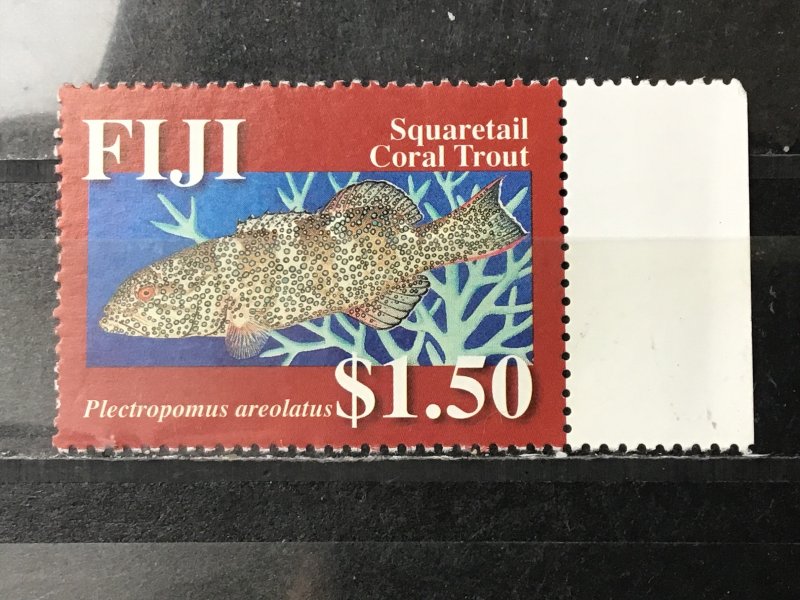 FIJI
Squaretail
Coral Trout
Plectropomus areolatus
$1.50